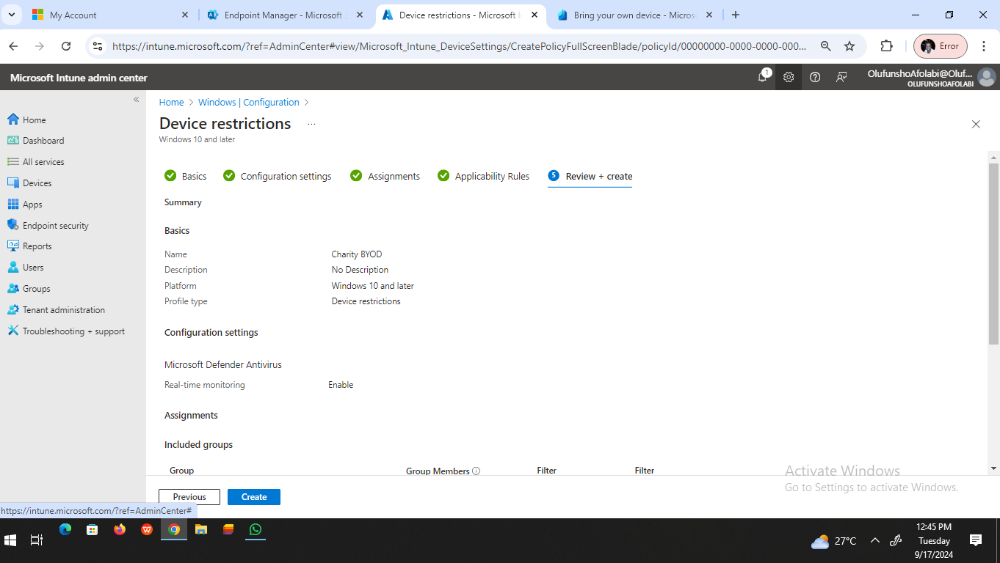 My Account
Endpoint Manager - Microsoft
Device restrictions - Microsoft I
Bring your own device - Micros
https://intune.microsoft.com/?ref=AdminCenter#view/Microsoft_Intune_DeviceSettings/CreatePolicyFullScreenBlade/policyId/00000000-0000-0000-000...
Error
Microsoft Intune admin center
1
OlufunshoAfolabi@Oluf...
OLUFUNSHOAFOLABI
«
Home
Dashboard
All services
Devices
Apps
Endpoint security
Reports
Users
Groups
Tenant administration
Troubleshooting + support
Home > Windows | Configuration >
Device restrictions ...
Windows 10 and later
Basics
Configuration settings
Assignments
Applicability Rules
5 Review + create
Summary
Basics
Name Charity BYOD
Description No Description
Platform Windows 10 and later
Profile type Device restrictions
Configuration settings
Microsoft Defender Antivirus
Real-time monitoring Enable
Assignments
Included groups
Group Group Members Filter Filter
Activate Windows
Go to Settings to activate Windows.
Previous Create
https://intune.microsoft.com/?ref=AdminCenter#
27°C
12:45 PM
Tuesday
9/17/2024